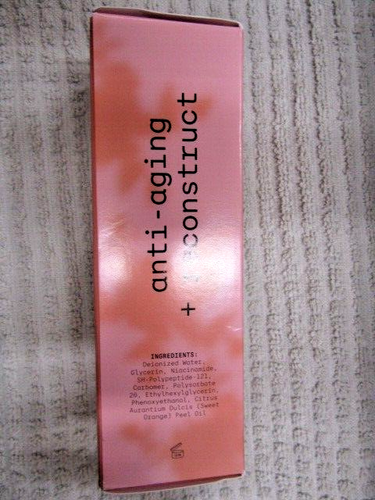 anti-aging
+ construct
INGREDIENTS:
Deionized Water,
Glycerin, Niacinamide,
SH-Polypeptide-121,
Carbomer, Polysorbate
20, Ethylhexylglycerin,
Phenoxyethanol, Citrus
Aurantium Dulcis (Sweet
Orange) Peel Oil